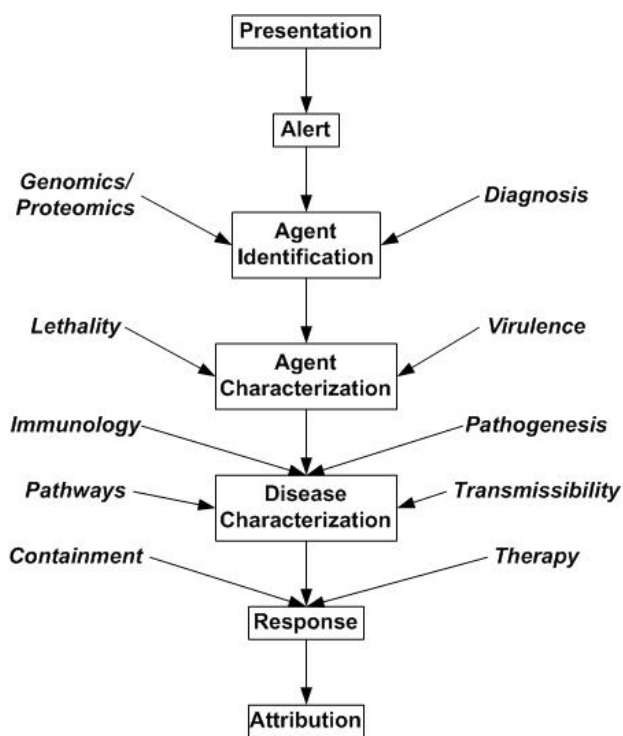 Presentation
Alert
Genomics/
Proteomics
Diagnosis
Agent
Identification
Lethality
Virulence
Agent
Characterization
Immunology
Pathogenesis
Pathways
Disease
Characterization
Transmissibility
Containment
Therapy
Response
Attribution